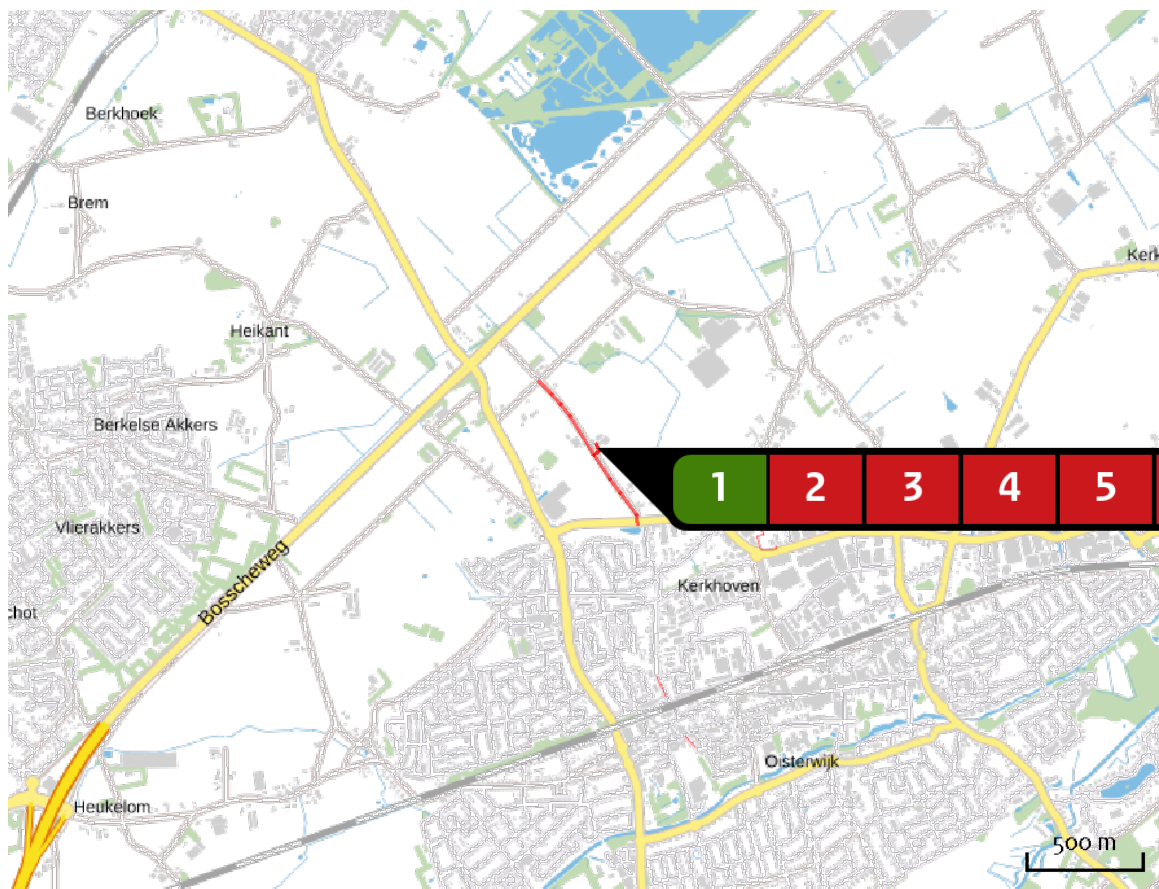 Berkhoek
Brem
Kerk
Heikant
Berkelse Akkers
1 2 3 4 5
Vlierakkers
Bosscheweg
Kerkhoven
chot
Oisterwijk
Heukelom
500 m